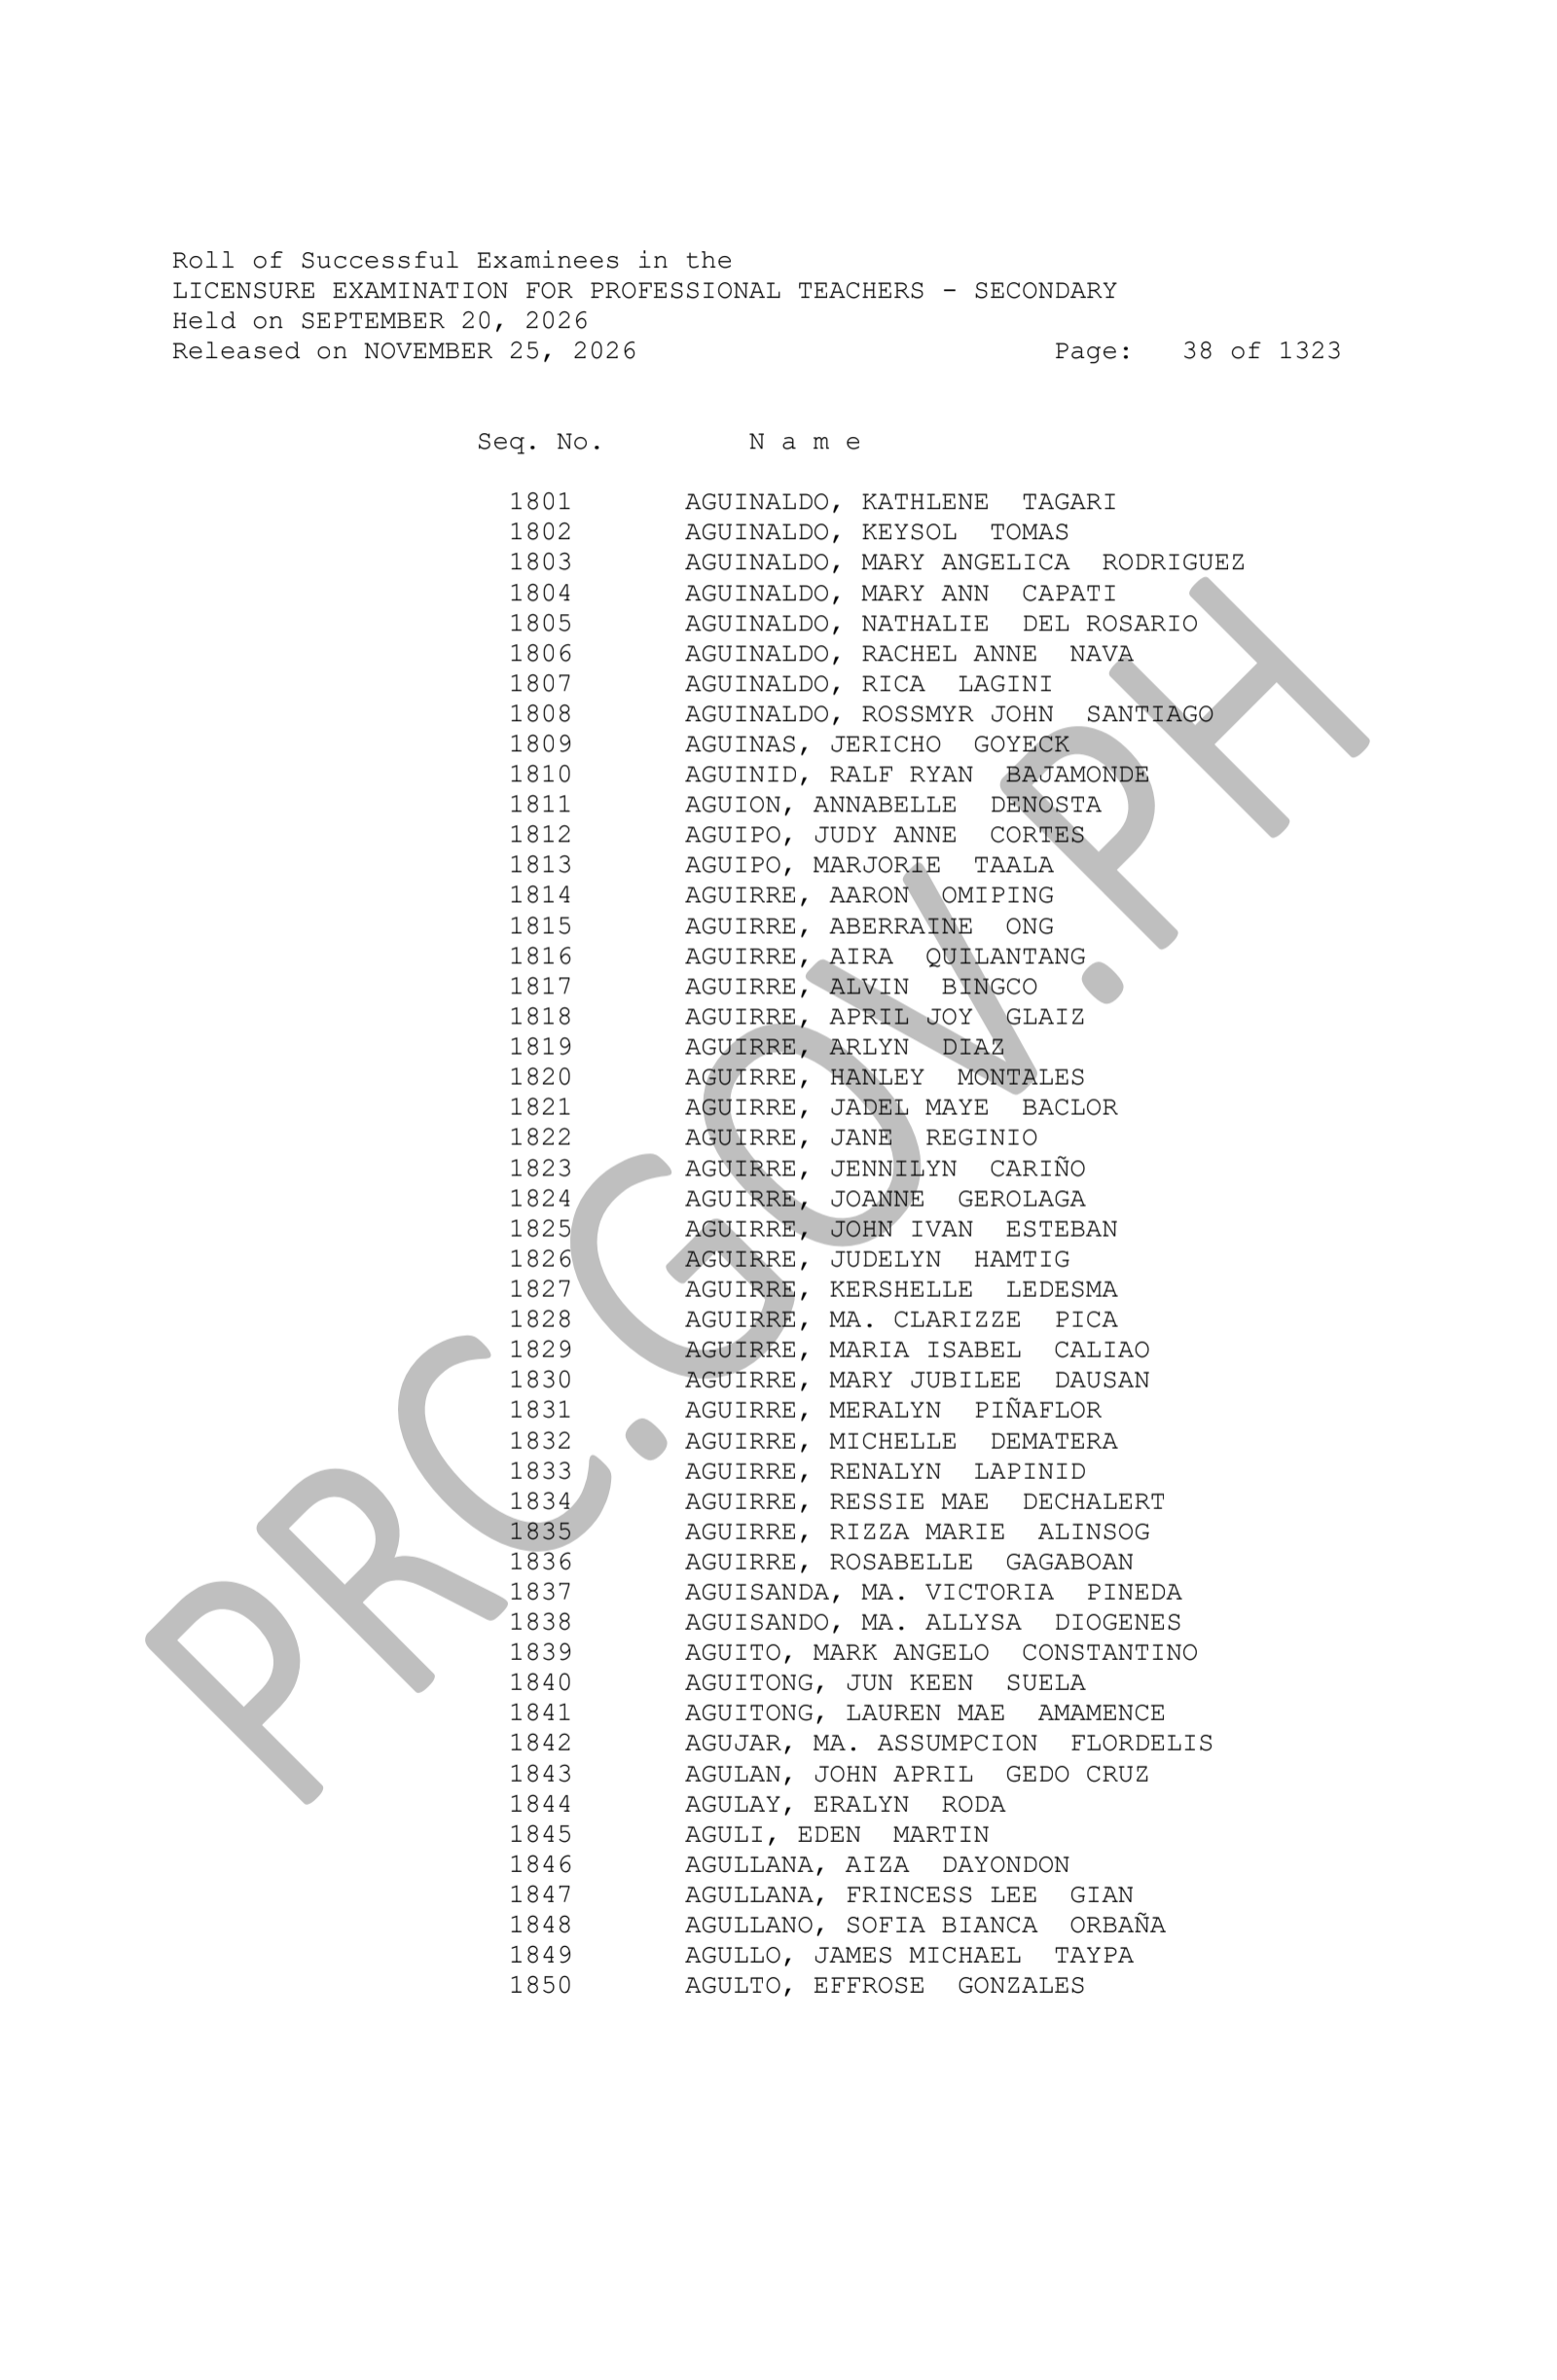 Roll of Successful Examinees in the
LICENSURE EXAMINATION FOR PROFESSIONAL TEACHERS - SECONDARY
Held on SEPTEMBER 20, 2026
Released on NOVEMBER 25, 2026 Page: 38 of 1323
Seq. No. N a m e
1801 AGUINALDO, KATHLENE TAGARI
1802 AGUINALDO, KEYSOL TOMAS
1803 AGUINALDO, MARY ANGELICA RODRIGUEZ
1804 AGUINALDO, MARY ANN CAPATI
1805 AGUINALDO, NATHALIE DEL ROSARIO
1806 AGUINALDO, RACHEL ANNE NAVA
1807 AGUINALDO, RICA LAGINI
1808 AGUINALDO, ROSSMYR JOHN SANTIAGO
1809 AGUINAS, JERICHO GOYECK
1810 AGUINID, RALF RYAN BAJAMONDE
1811 AGUION, ANNABELLE DENOSTA
1812 AGUIPO, JUDY ANNE CORTES
1813 AGUIPO, MARJORIE TAALA
1814 AGUIRRE, AARON OMIPING
1815 AGUIRRE, ABERRAINE ONG
1816 AGUIRRE, AIRA QUILANTANG
1817 AGUIRRE, ALVIN BINGCO
1818 AGUIRRE, APRIL JOY GLAIZ
1819 AGUIRRE, ARLYN DIAZ
1820 AGUIRRE, HANLEY MONTALES
1821 AGUIRRE, JADEL MAYE BACLOR
1822 AGUIRRE, JANE REGINIO
1823 AGUIRRE, JENNILYN CARIÑO
1824 AGUIRRE, JOANNE GEROLAGA
1825 AGUIRRE, JOHN IVAN ESTEBAN
1826 AGUIRRE, JUDELYN HAMTIG
1827 AGUIRRE, KERSHELLE LEDESMA
1828 AGUIRRE, MA. CLARIZZE PICA
1829 AGUIRRE, MARIA ISABEL CALIAO
1830 AGUIRRE, MARY JUBILEE DAUSAN
1831 AGUIRRE, MERALYN PIÑAFLOR
1832 AGUIRRE, MICHELLE DEMATERA
1833 AGUIRRE, RENALYN LAPINID
1834 AGUIRRE, RESSIE MAE DECHALERT
1835 AGUIRRE, RIZZA MARIE ALINSOG
1836 AGUIRRE, ROSABELLE GAGABOAN
1837 AGUISANDA, MA. VICTORIA PINEDA
1838 AGUISANDO, MA. ALLYSA DIOGENES
1839 AGUITO, MARK ANGELO CONSTANTINO
1840 AGUITONG, JUN KEEN SUELA
1841 AGUITONG, LAUREN MAE AMAMENCE
1842 AGUJAR, MA. ASSUMPCION FLORDELIS
1843 AGULAN, JOHN APRIL GEDO CRUZ
1844 AGULAY, ERALYN RODA
1845 AGULI, EDEN MARTIN
1846 AGULLANA, AIZA DAYONDON
1847 AGULLANA, FRINCESS LEE GIAN
1848 AGULLANO, SOFIA BIANCA ORBAÑA
1849 AGULLO, JAMES MICHAEL TAYPA
1850 AGULTO, EFFROSE GONZALES
PRC.GOV.PH